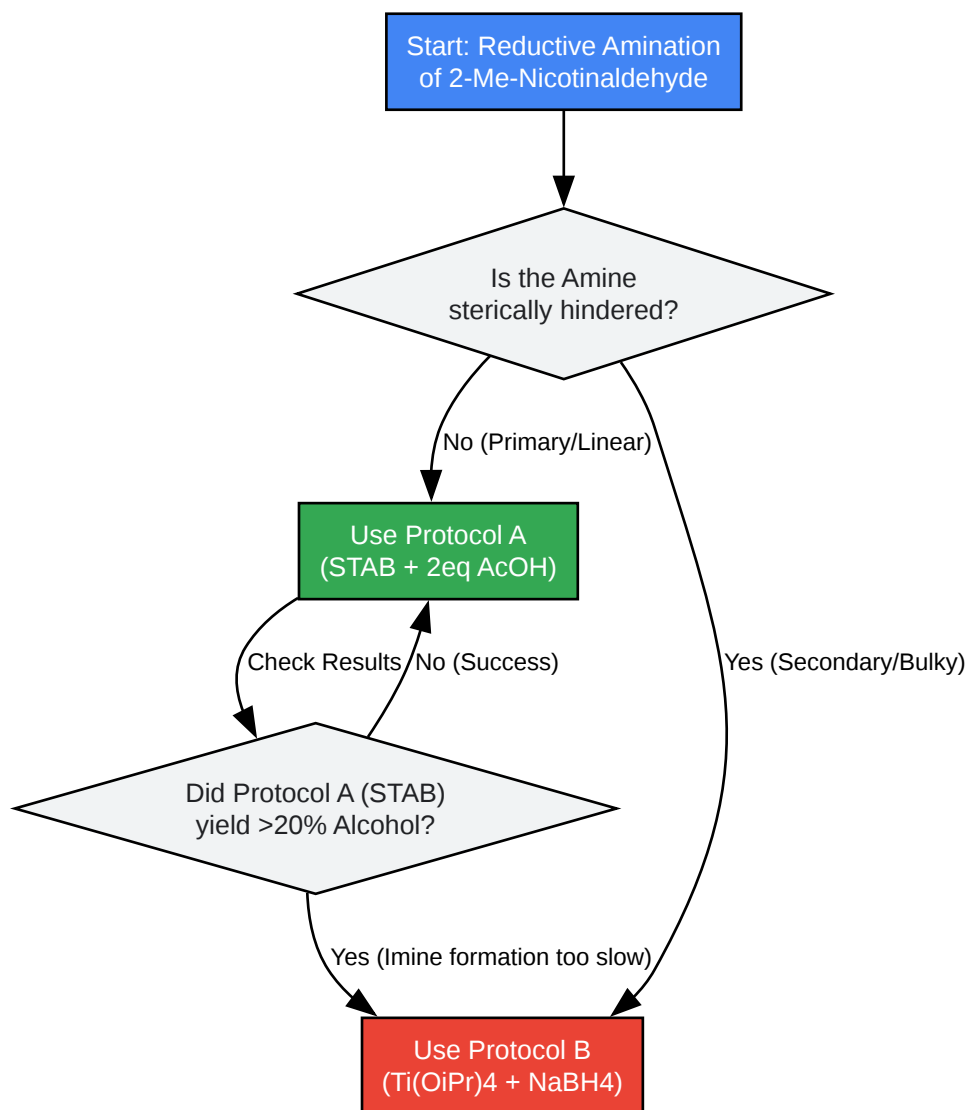 Start: Reductive Amination
of 2-Me-Nicotinaldehyde
Is the Amine
sterically hindered?
No (Primary/Linear)
Use Protocol A
(STAB + 2eq AcOH)
Check Results
No (Success)
Yes (Secondary/Bulky)
Did Protocol A (STAB)
yield >20% Alcohol?
Yes (Imine formation too slow)
Use Protocol B
(Ti(OiPr)4 + NaBH4)